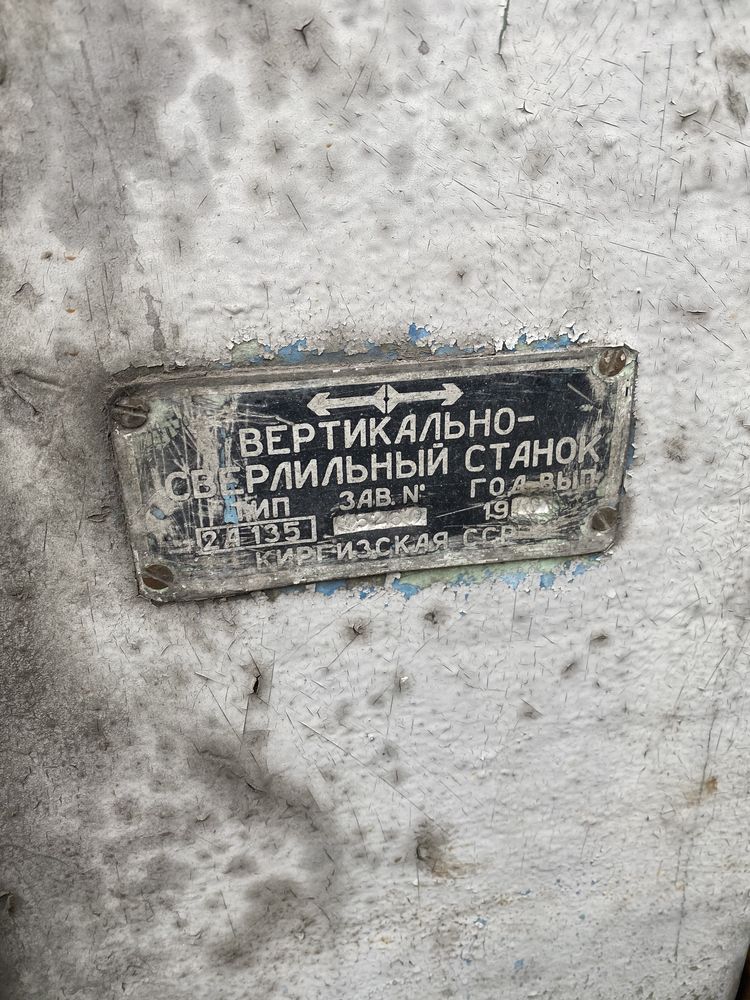 ВЕРТИКАЛЬНО-
СВЕРЛИЛЬНЫЙ СТАНОК
ТИП ЗАВ. № ГОД ВЫП.
2А135 19
КИРГИЗСКАЯ ССР